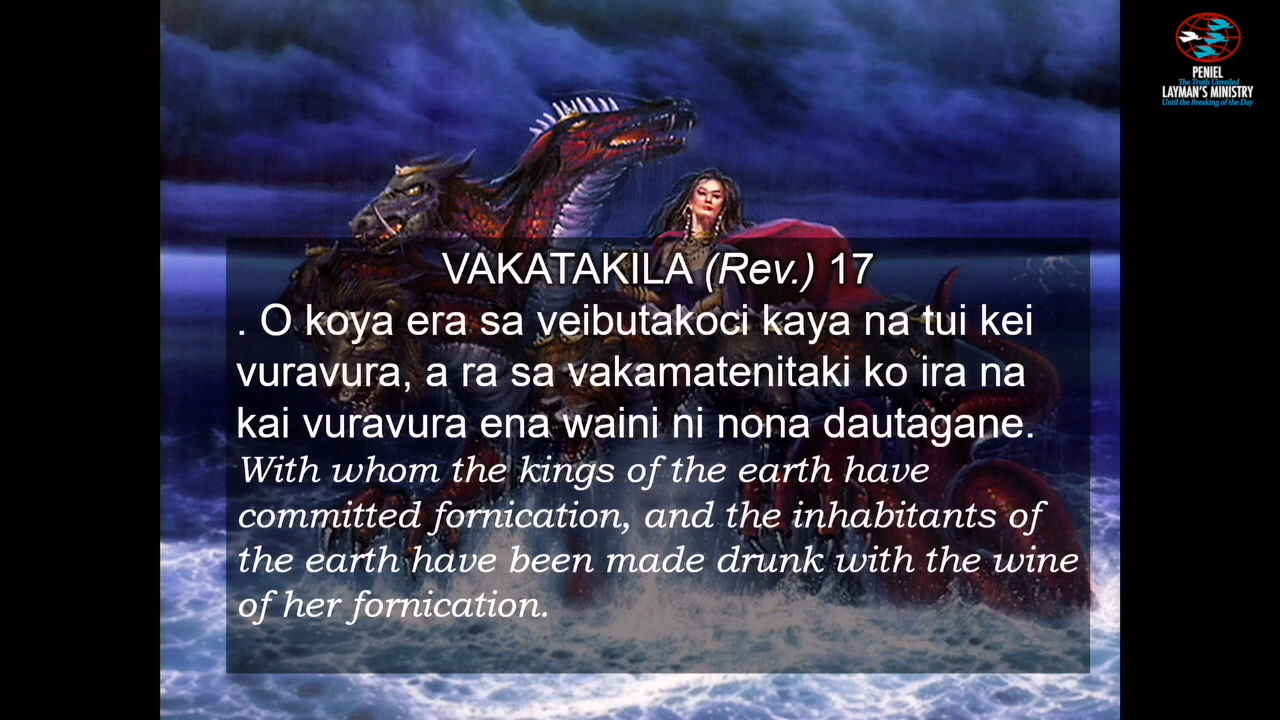 PENIEL
The Truth Unveiled
LAYMAN'S MINISTRY
Until the Breaking of the Day
VAKATAKILA (Rev.) 17
. O koya era sa veibutakoci kaya na tui kei
vuravura, a ra sa vakamatenitaki ko ira na
kai vuravura ena waini ni nona dautagane.
With whom the kings of the earth have
committed fornication, and the inhabitants of
the earth have been made drunk with the wine
of her fornication.